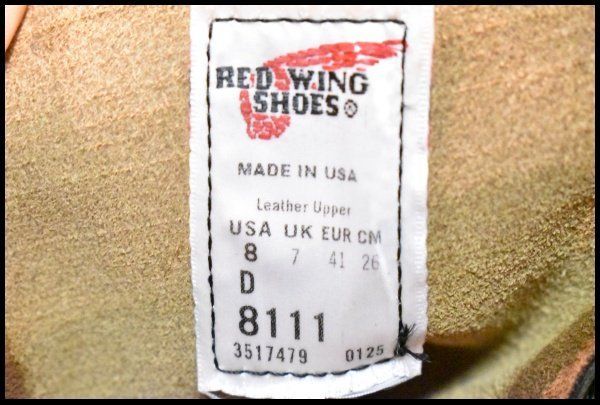 RED WING
SHOES®
MADE IN USA
Leather Upper
USA UK EUR CM
8 7 41 26
D
8111
3517479 0125